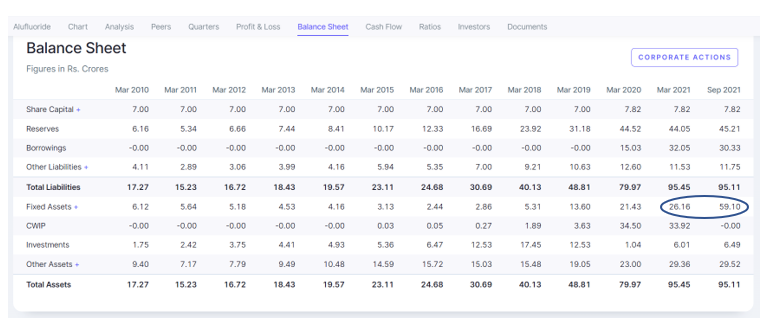 Alufluoride Chart Analysis Peers Quarters Profit & Loss Balance Sheet Cash Flow Ratios Investors Documents
Balance Sheet
CORPORATE ACTIONS
Figures in Rs. Crores
Mar 2010 Mar 2011 Mar 2012 Mar 2013 Mar 2014 Mar 2015 Mar 2016 Mar 2017 Mar 2018 Mar 2019 Mar 2020 Mar 2021 Sep 2021
Share Capital + 7.00 7.00 7.00 7.00 7.00 7.00 7.00 7.00 7.00 7.00 7.82 7.82 7.82
Reserves 6.16 5.34 6.66 7.44 8.41 10.17 12.33 16.69 23.92 31.18 44.52 44.05 45.21
Borrowings -0.00 -0.00 -0.00 -0.00 -0.00 -0.00 -0.00 -0.00 -0.00 -0.00 15.03 32.05 30.33
Other Liabilities + 4.11 2.89 3.06 3.99 4.16 5.94 5.35 7.00 9.21 10.63 12.60 11.53 11.75
Total Liabilities 17.27 15.23 16.72 18.43 19.57 23.11 24.68 30.69 40.13 48.81 79.97 95.45 95.11
Fixed Assets + 6.12 5.64 5.18 4.53 4.16 3.13 2.44 2.86 5.31 13.60 21.43 26.16 59.10
CWIP -0.00 -0.00 -0.00 -0.00 -0.00 0.03 0.05 0.27 1.89 3.63 34.50 33.92 -0.00
Investments 1.75 2.42 3.75 4.41 4.93 5.36 6.47 12.53 17.45 12.53 1.04 6.01 6.49
Other Assets + 9.40 7.17 7.79 9.49 10.48 14.59 15.72 15.03 15.48 19.05 23.00 29.36 29.52
Total Assets 17.27 15.23 16.72 18.43 19.57 23.11 24.68 30.69 40.13 48.81 79.97 95.45 95.11